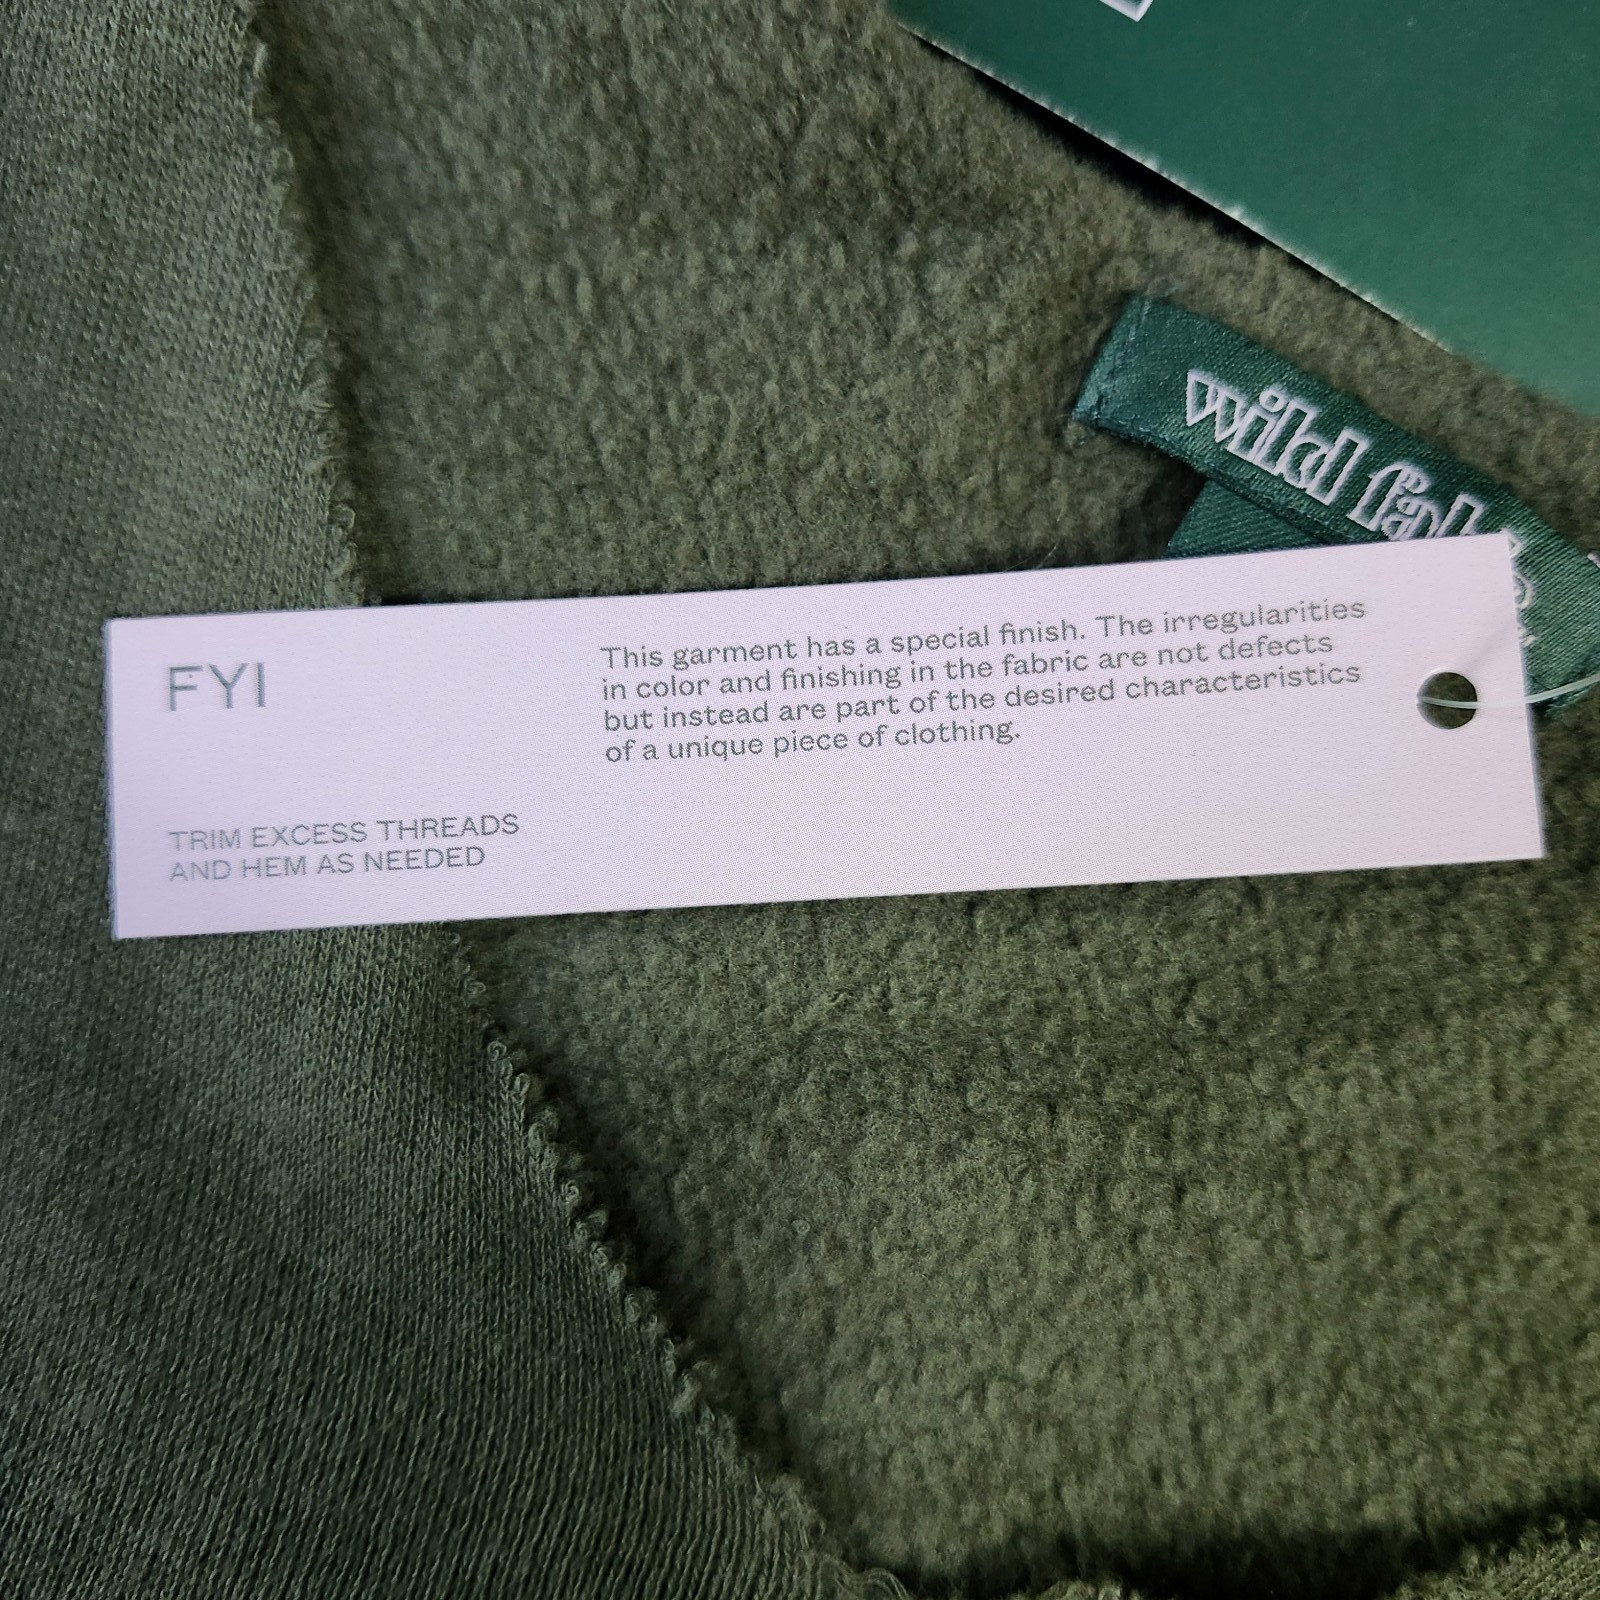 wild
FYI
This garment has a special finish. The irregularities
in color and finishing in the fabric are not defects
but instead are part of the desired characteristics
of a unique piece of clothing.
TRIM EXCESS THREADS
AND HEM AS NEEDED